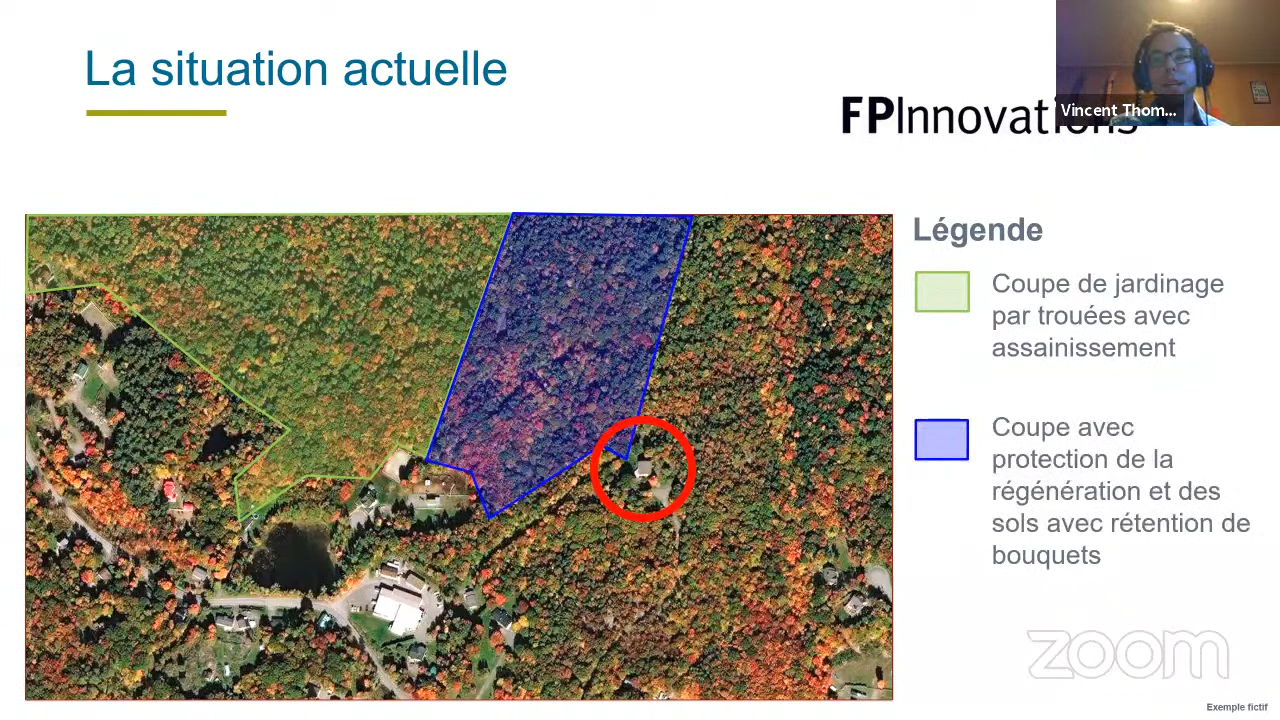 La situation actuelle
FPInnovations
Vincent Thom...
Légende
Coupe de jardinage
par trouées avec
assainissement
Coupe avec
protection de la
régénération et des
sols avec rétention de
bouquets
zoom
Exemple fictif